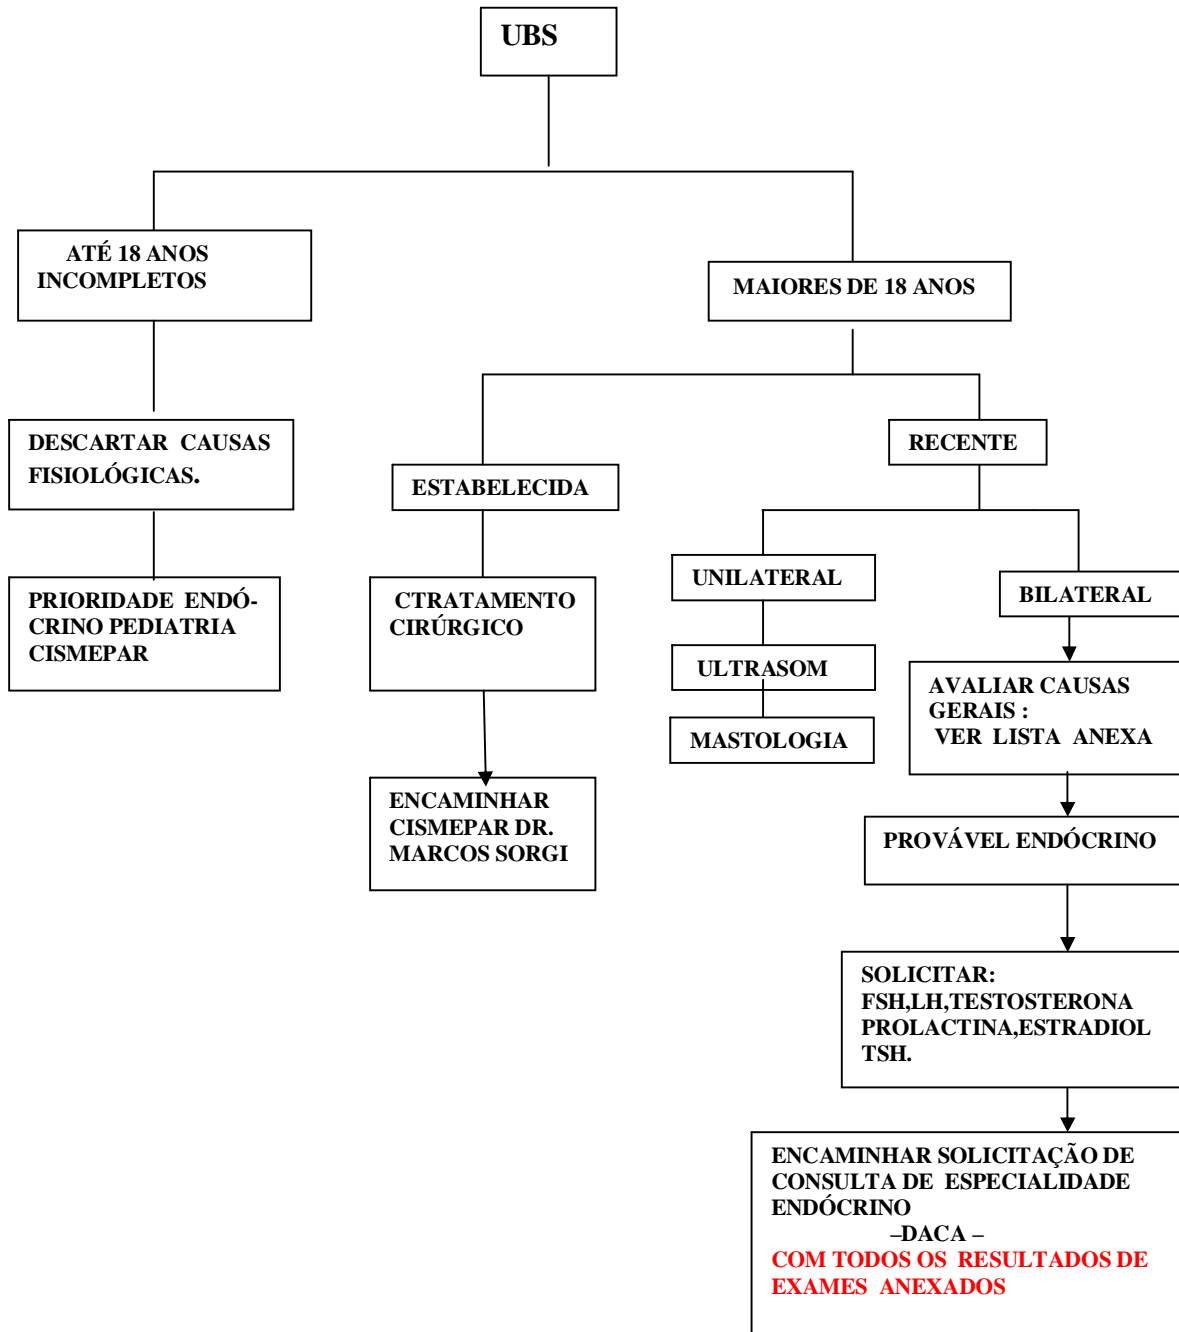 UBS
ATÉ 18 ANOS
INCOMPLETOS
MAIORES DE 18 ANOS
DESCARTAR CAUSAS
FISIOLÓGICAS.
PRIORIDADE ENDÓ-
CRINO PEDIATRIA
CISMEPAR
ESTABELECIDA
RECENTE
CTRATAMENTO
CIRÚRGICO
ENCAMINHAR
CISMEPAR DR.
MARCOS SORGI
UNILATERAL
ULTRASOM
MASTOLOGIA
BILATERAL
AVALIAR CAUSAS
GERAIS :
VER LISTA ANEXA
PROVÁVEL ENDÓCRINO
SOLICITAR:
FSH,LH,TESTOSTERONA
PROLACTINA,ESTRADIOL
TSH.
ENCAMINHAR SOLICITAÇÃO DE
CONSULTA DE ESPECIALIDADE
ENDÓCRINO
–DACA –
COM TODOS OS RESULTADOS DE
EXAMES ANEXADOS